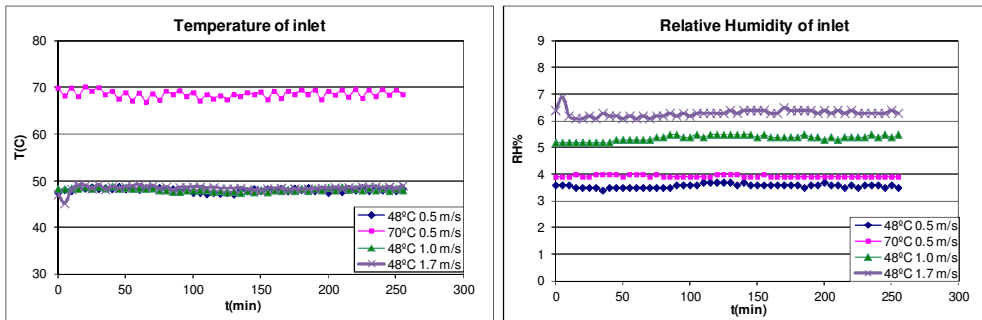 Temperature of inlet
80
70
60
50
40
30
T(C)
0 50 100 150 200 250 300
t(min)
48ºC 0.5 m/s
70ºC 0.5 m/s
48ºC 1.0 m/s
48ºC 1.7 m/s
Relative Humidity of inlet
9
8
7
6
5
4
3
2
1
0
RH%
0 50 100 150 200 250 300
t(min)
48ºC 0.5 m/s
70ºC 0.5 m/s
48ºC 1.0 m/s
48ºC 1.7 m/s